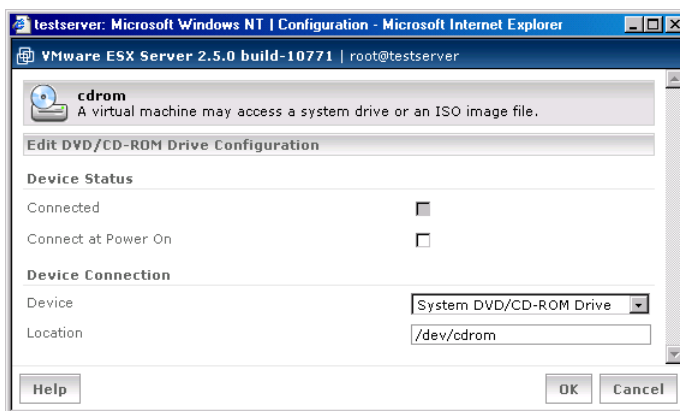 testserver: Microsoft Windows NT | Configuration - Microsoft Internet Explorer
VMware ESX Server 2.5.0 build-10771 | root@testserver
cdrom
A virtual machine may access a system drive or an ISO image file.
Edit DVD/CD-ROM Drive Configuration
Device Status
Connected
Connect at Power On
Device Connection
Device System DVD/CD-ROM Drive
Location /dev/cdrom
Help OK Cancel